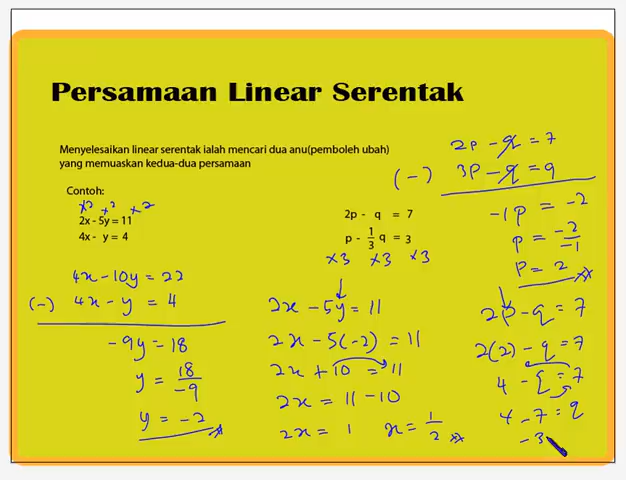 Persamaan Linear Serentak
Menyelesaikan linear serentak ialah mencari dua anu(pemboleh ubah)
yang memuaskan kedua-dua persamaan
Contoh:
x2 x2 x2
2x - 5y = 11
4x - y = 4
4x - 10y = 22
(-) 4x - y = 4
-9y = 18
y = 18/-9
y = -2
2p - q = 7
p - 1/3 q = 3
x3 x3 x3
2x - 5y = 11
2x - 5(-2) = 11
2x + 10 = 11
2x = 11 - 10
2x = 1 x = 1/2
2p - q = 7
(-) 3p - q = 9
-1p = -2
p = -2/-1
p = 2
2p - q = 7
2(2) - q = 7
4 - q = 7
4 - 7 = q
-3